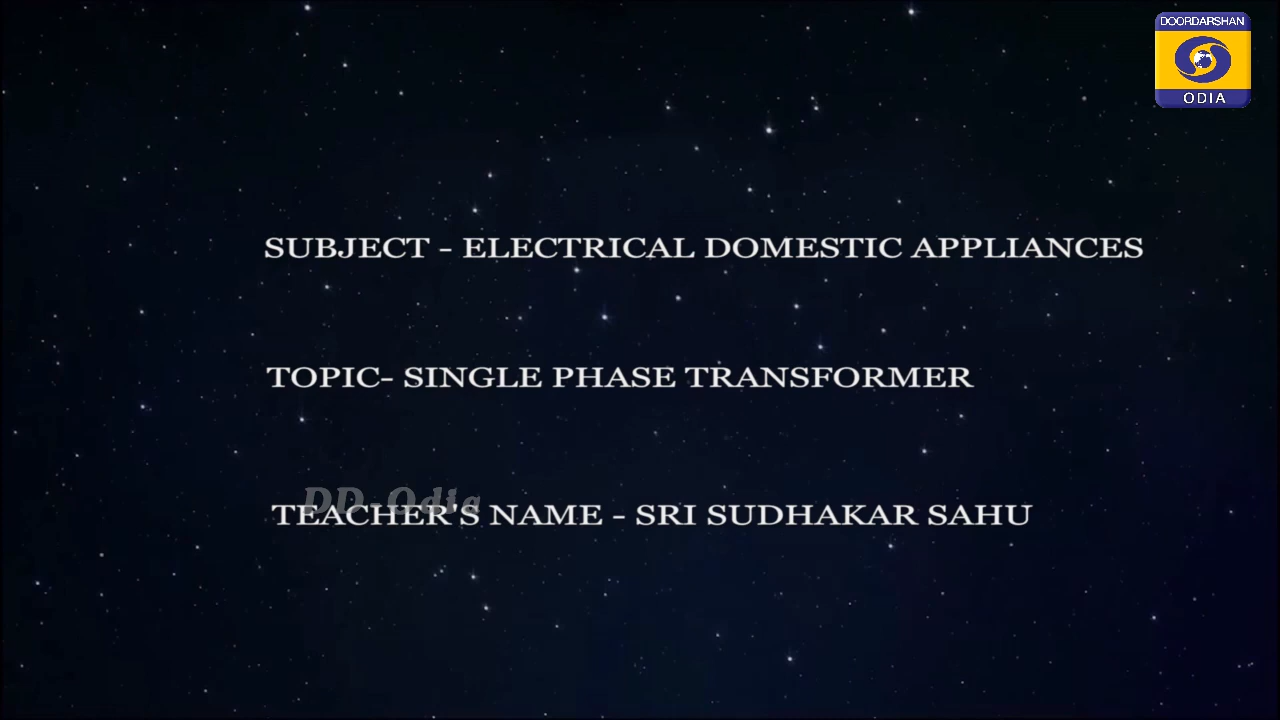 DOORDARSHAN
ODIA
SUBJECT - ELECTRICAL DOMESTIC APPLIANCES
TOPIC- SINGLE PHASE TRANSFORMER
DD-Odia
TEACHER'S NAME - SRI SUDHAKAR SAHU